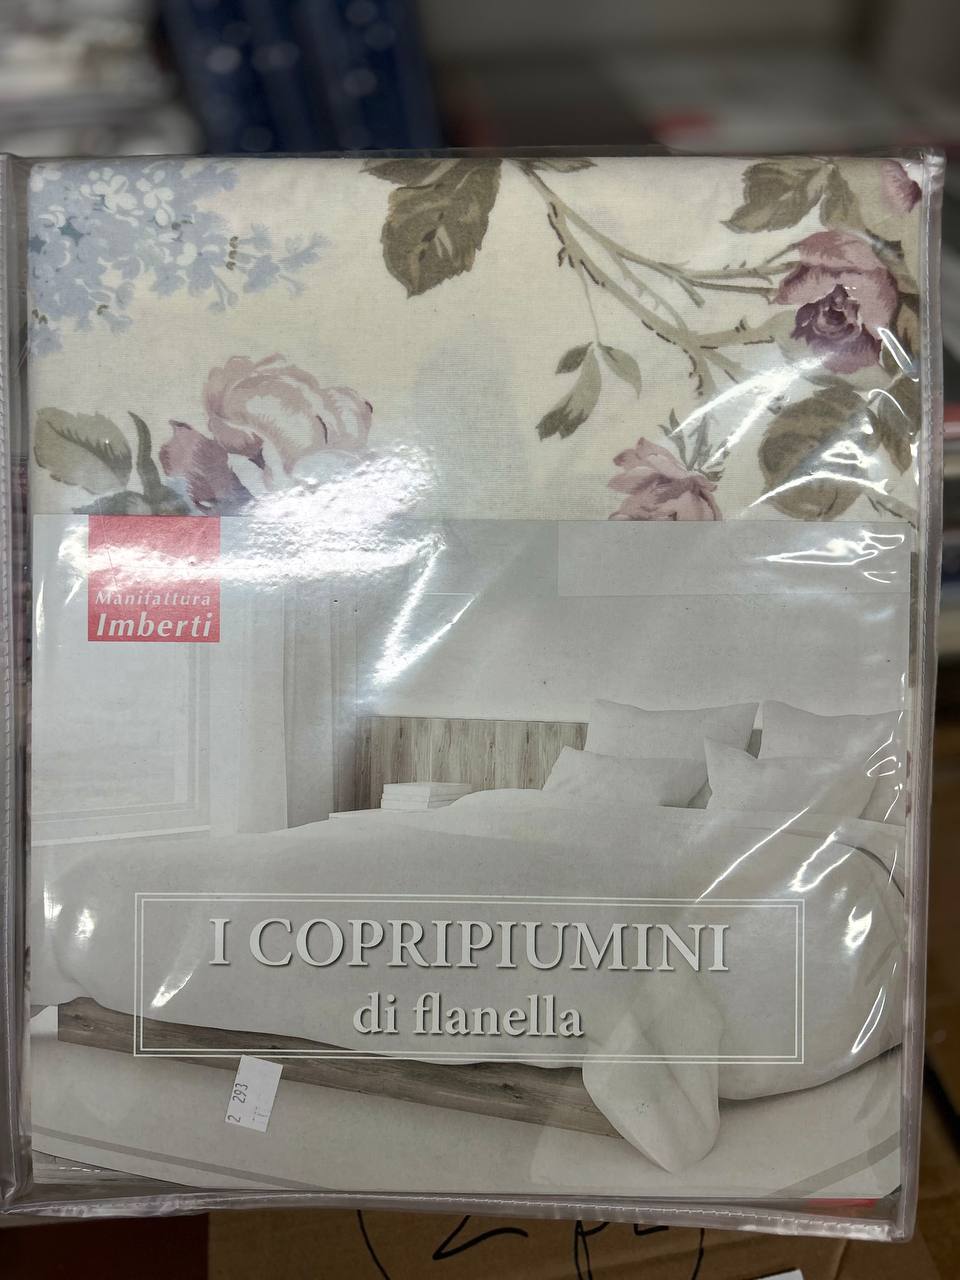 Manifattura
Imberti
I COPRIPIUMINI
di flanella
2 293